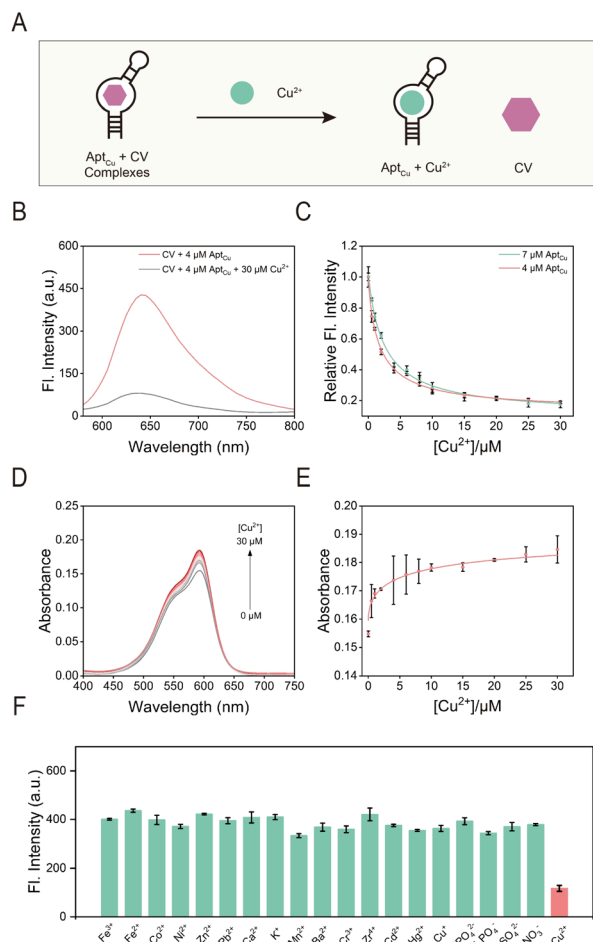 A
Cu²⁺
Apt_Cu + CV
Complexes
Apt_Cu + Cu²⁺
CV
B
Fl. Intensity (a.u.)
600
450
300
150
0
CV + 4 µM Apt_Cu
CV + 4 µM Apt_Cu + 30 µM Cu²⁺
600 650 700 750 800
Wavelength (nm)
C
Relative Fl. Intensity
1.2
1.0
0.8
0.6
0.4
0.2
7 µM Apt_Cu
4 µM Apt_Cu
0 5 10 15 20 25 30
[Cu²⁺]/µM
D
Absorbance
0.25
0.20
0.15
0.10
0.05
0.00
[Cu²⁺]
30 µM
0 µM
400 450 500 550 600 650 700 750
Wavelength (nm)
E
Absorbance
0.20
0.19
0.18
0.17
0.16
0.15
0.14
0 5 10 15 20 25 30
[Cu²⁺]/µM
F
Fl. Intensity (a.u.)
600
400
200
0
Fe³⁺
Fe²⁺
Co²⁺
Ni²⁺
Zn²⁺
Pb²⁺
Ca²⁺
K⁺
Mn²⁺
Ba²⁺
Cr³⁺
Zr⁴⁺
Cd²⁺
Hg²⁺
Cu⁺
PO₄²⁻
PO₄⁻
SO₄²⁻
NO₃⁻
Cu²⁺